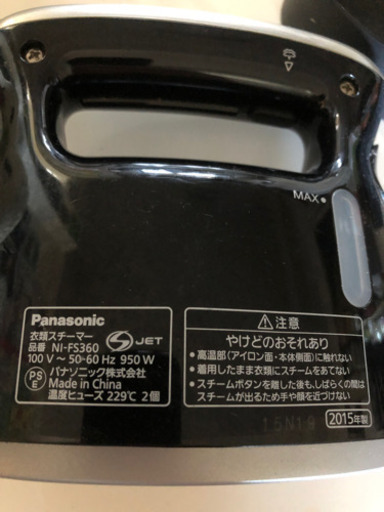 MAX
Panasonic
衣類スチーマー
品番 NI-FS360
S JET
100 V ~ 50-60 Hz 950 W
PS E パナソニック株式会社
Made in China
温度ヒューズ 229℃ 2個
⚠注意
やけどのおそれあり
●高温部(アイロン面・本体側面)に触れない
●着用したまま衣類にスチームをあてない
●スチームボタンを離した後も、しばらくの間は
スチームが出るため手や顔を近づけない
2015年製